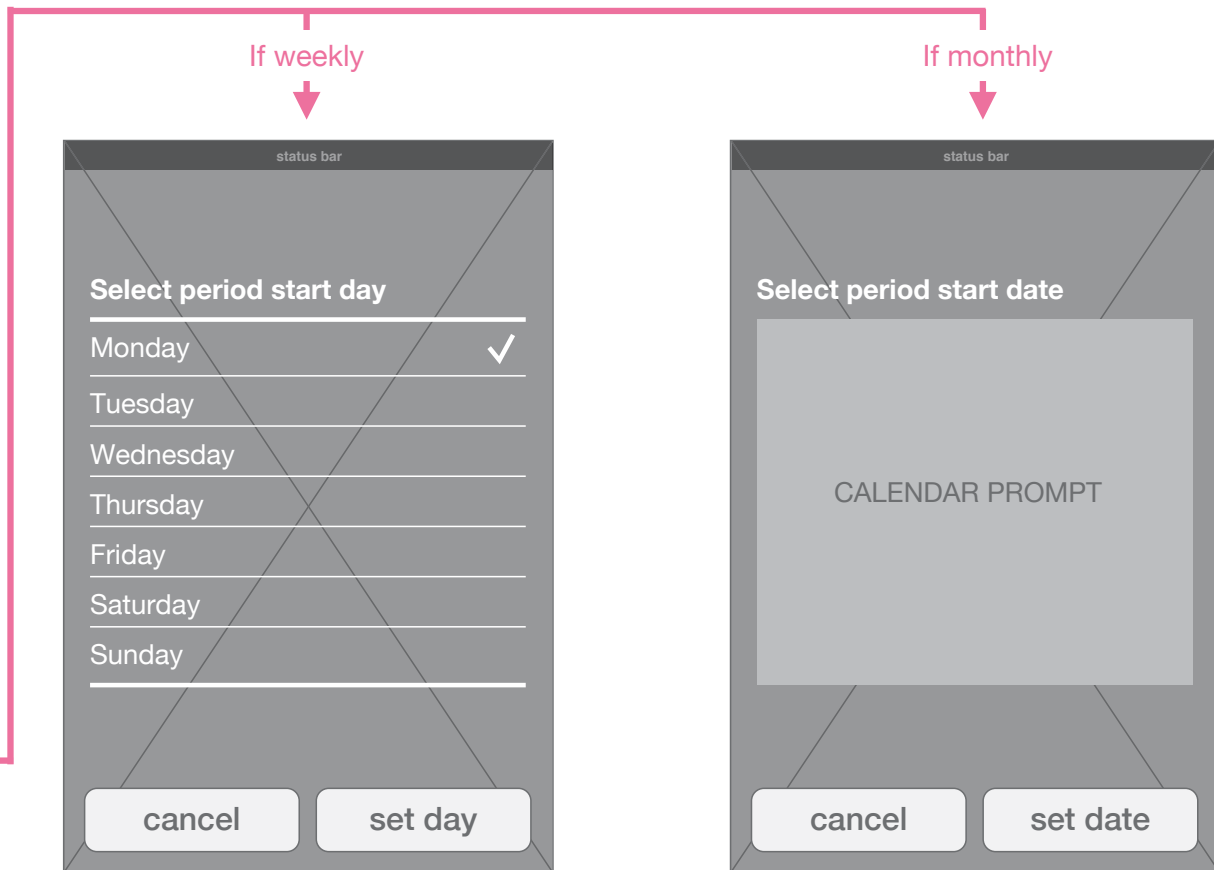 If weekly
If monthly
status bar
Select period start day
Monday
Tuesday
Wednesday
Thursday
Friday
Saturday
Sunday
cancel
set day
status bar
Select period start date
CALENDAR PROMPT
cancel
set date